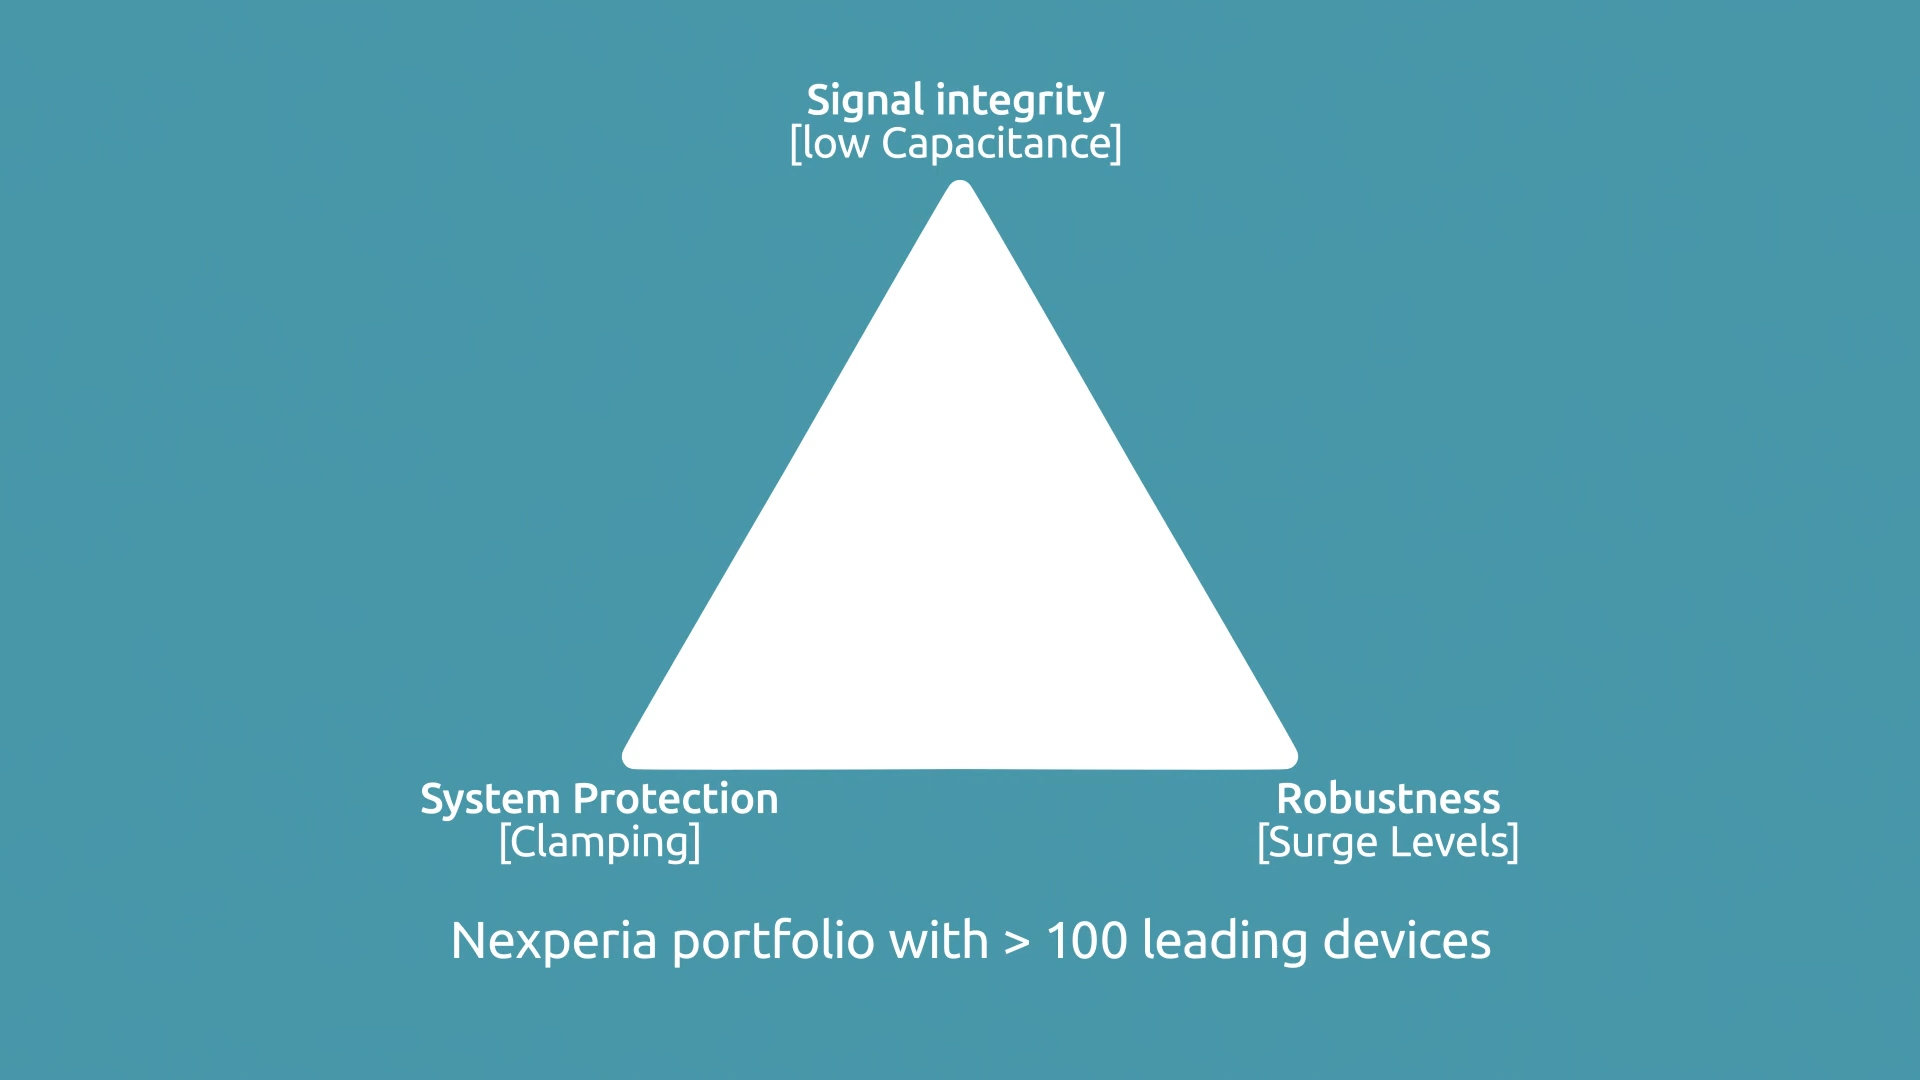 Signal integrity
[low Capacitance]
System Protection
[Clamping]
Robustness
[Surge Levels]
Nexperia portfolio with > 100 leading devices